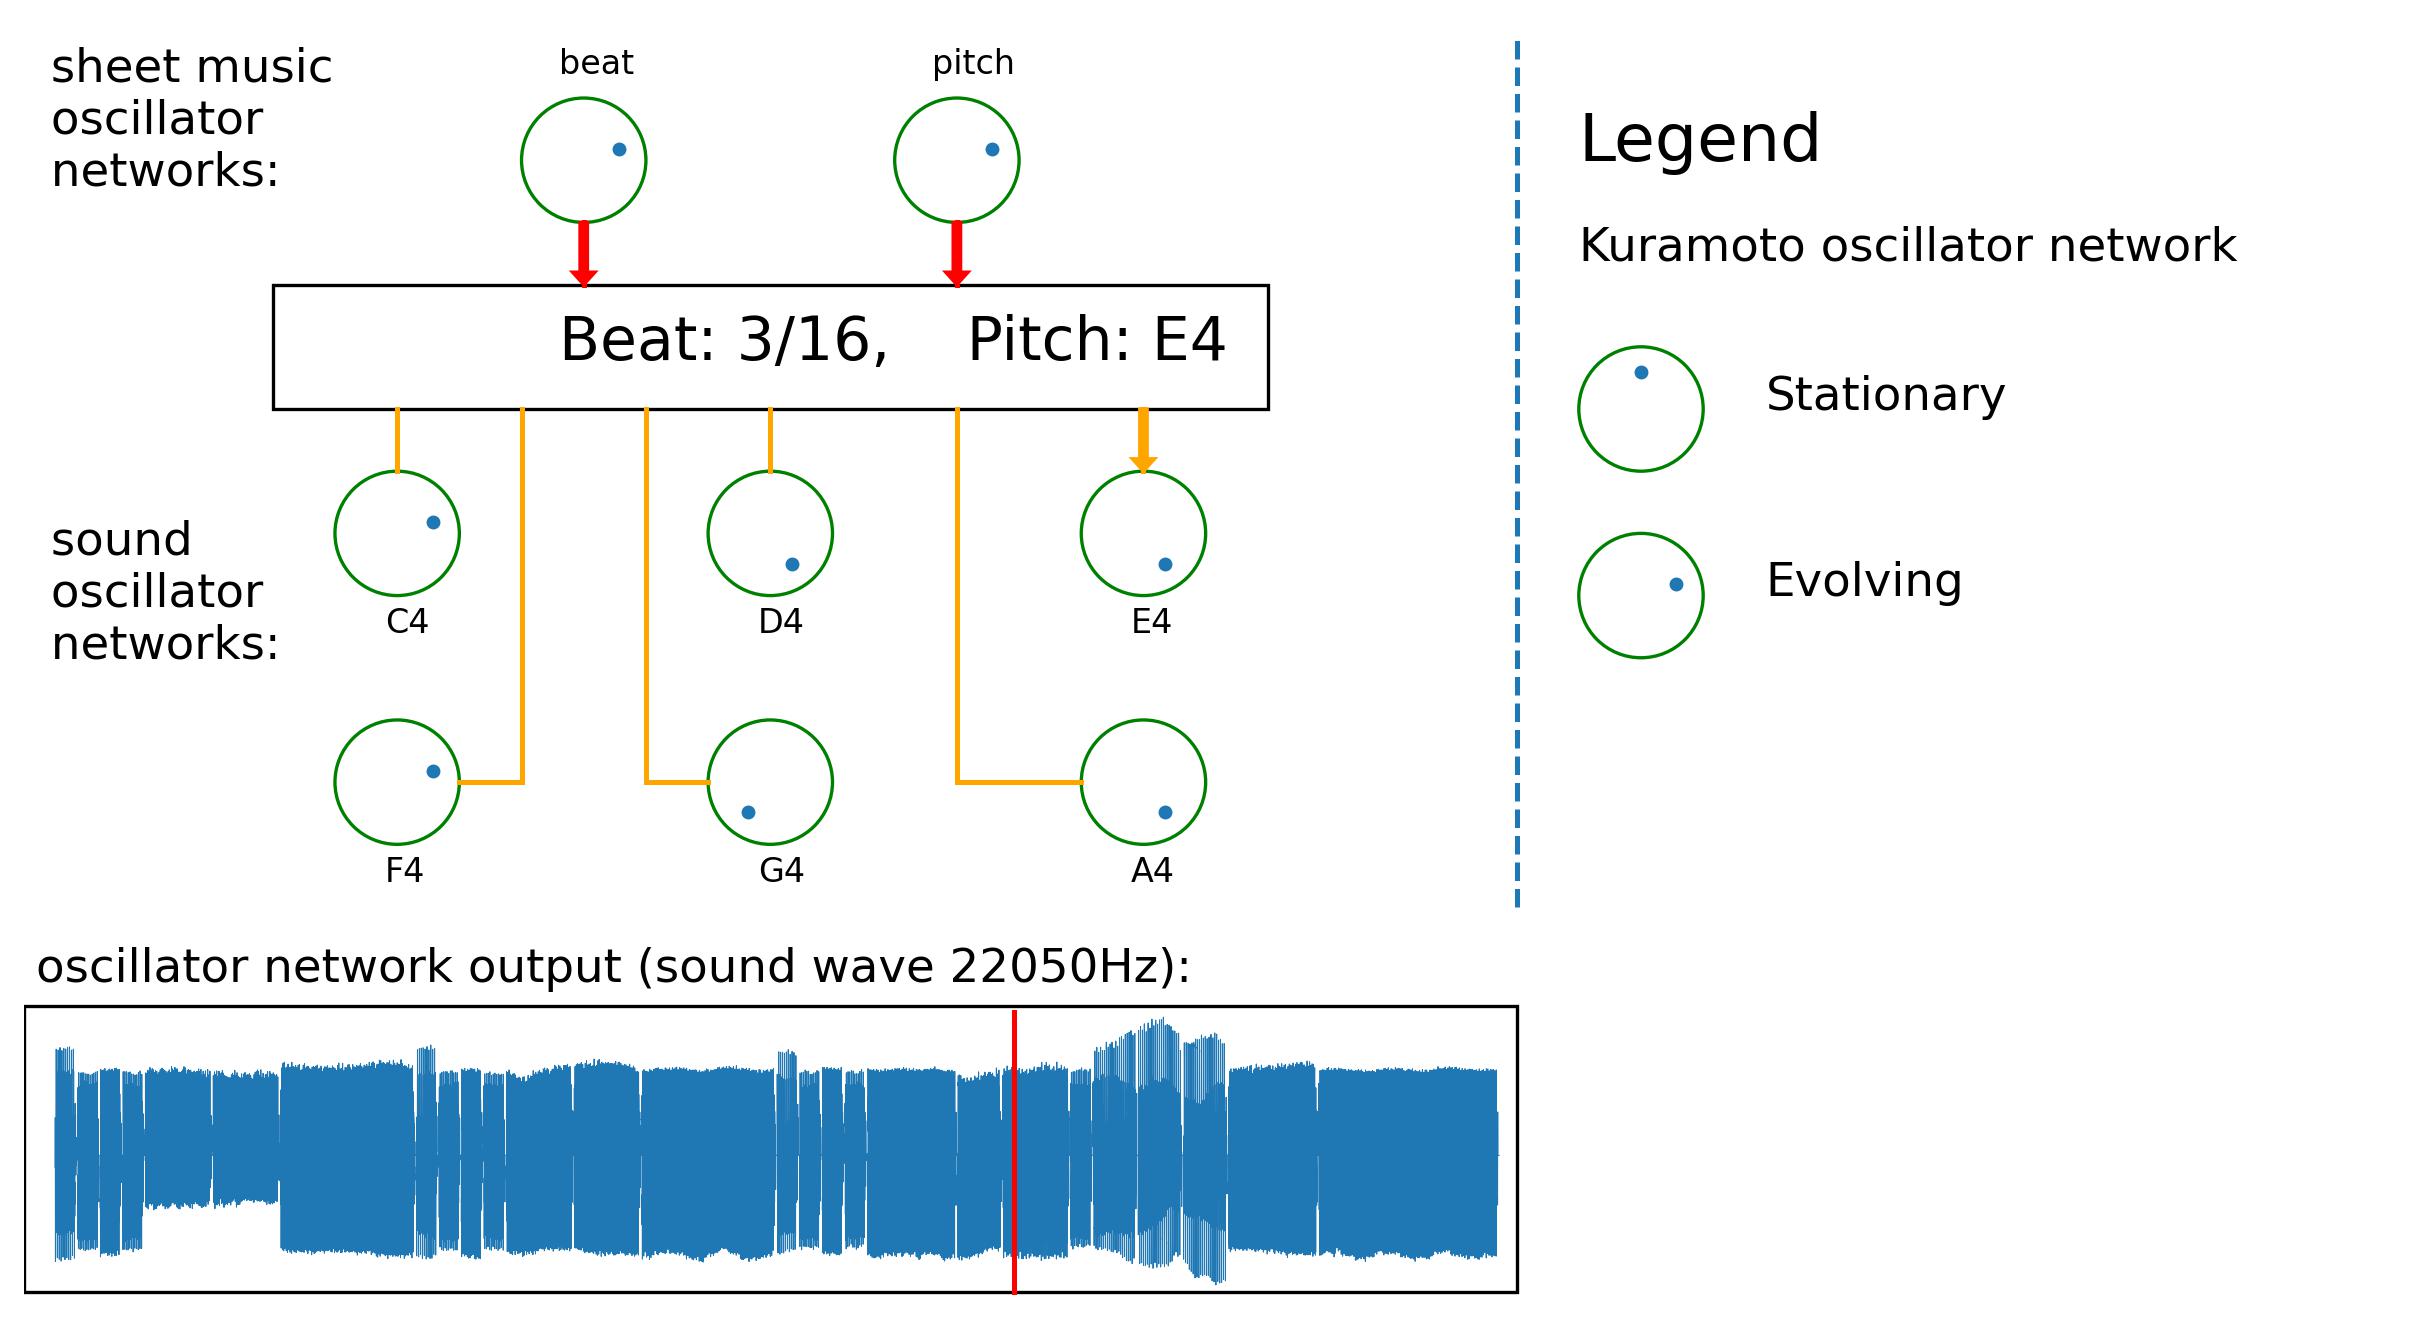 sheet music
oscillator
networks:
beat
pitch
Beat: 3/16, Pitch: E4
sound
oscillator
networks:
C4
D4
E4
F4
G4
A4
oscillator network output (sound wave 22050Hz):
Legend
Kuramoto oscillator network
Stationary
Evolving